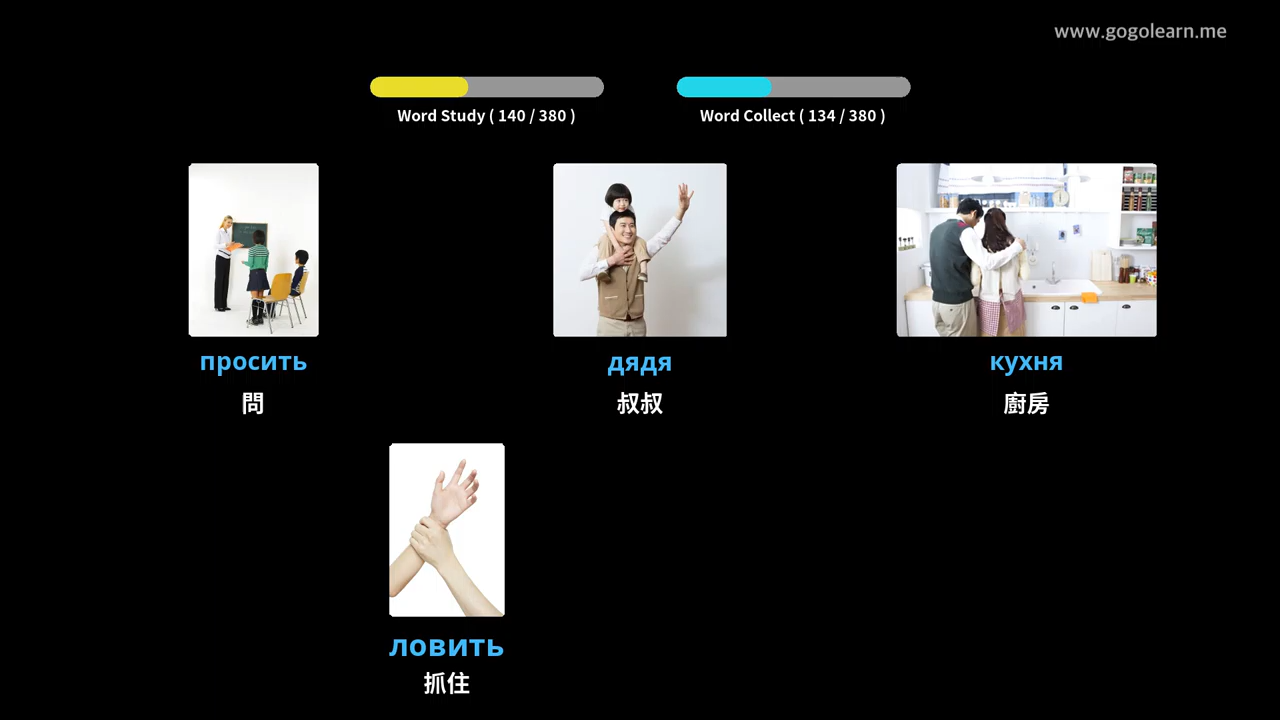 www.gogolearn.me
Word Study ( 140 / 380 )
Word Collect ( 134 / 380 )
просить
問
дядя
叔叔
кухня
廚房
ловить
抓住